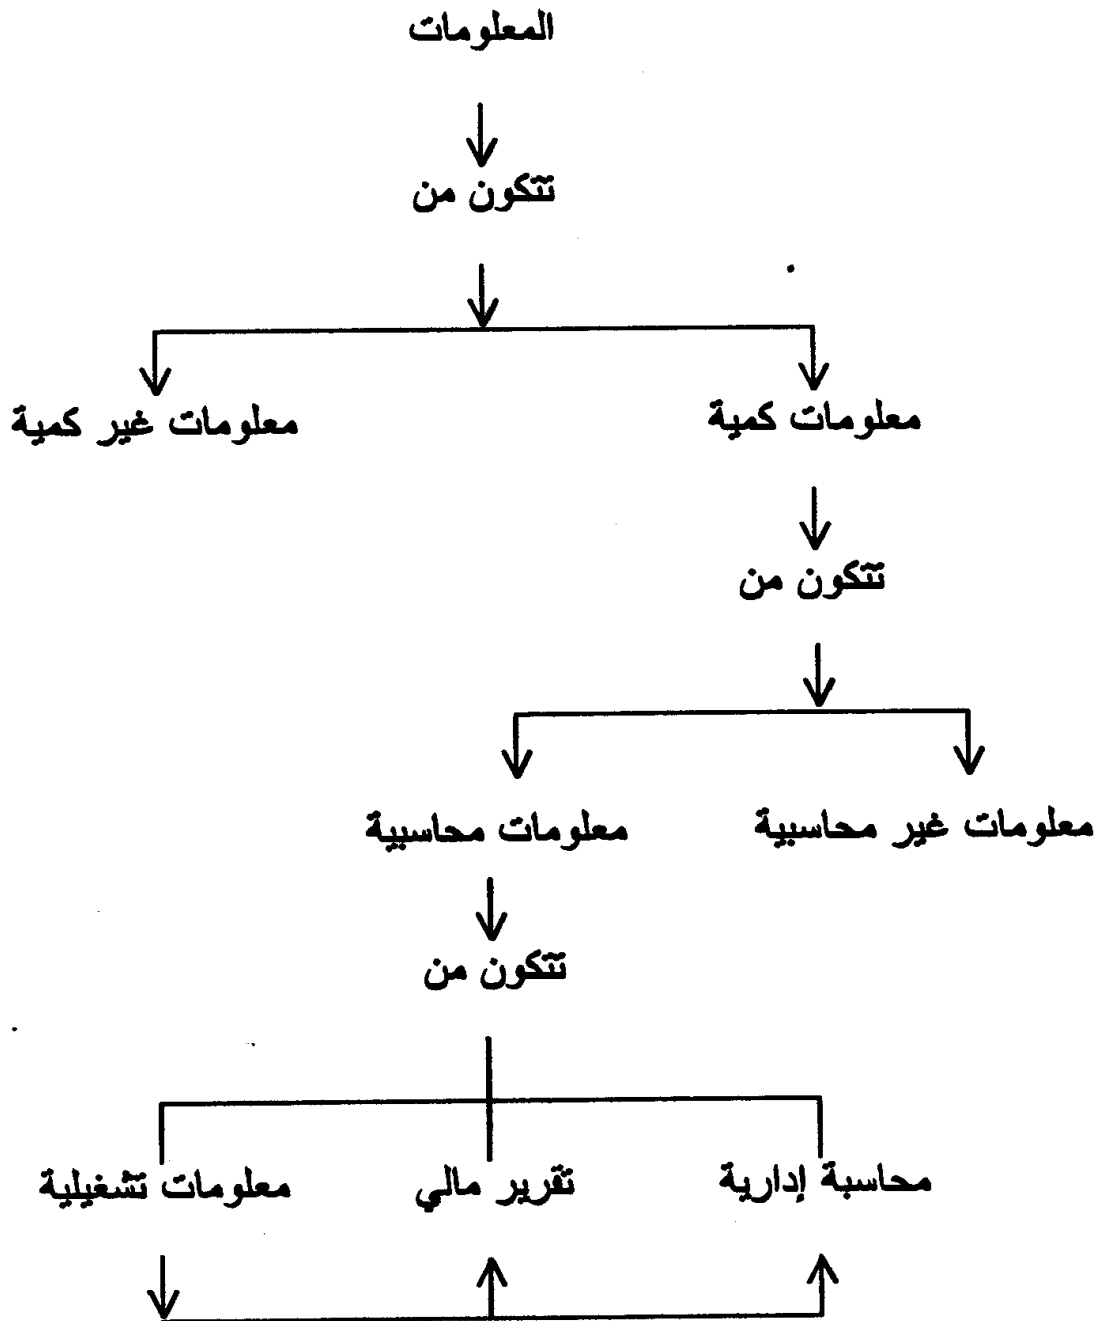 المعلومات
تتكون من
معلومات كمية
معلومات غير كمية
تتكون من
معلومات غير محاسبية
معلومات محاسبية
تتكون من
محاسبة إدارية
تقرير مالي
معلومات تشغيلية